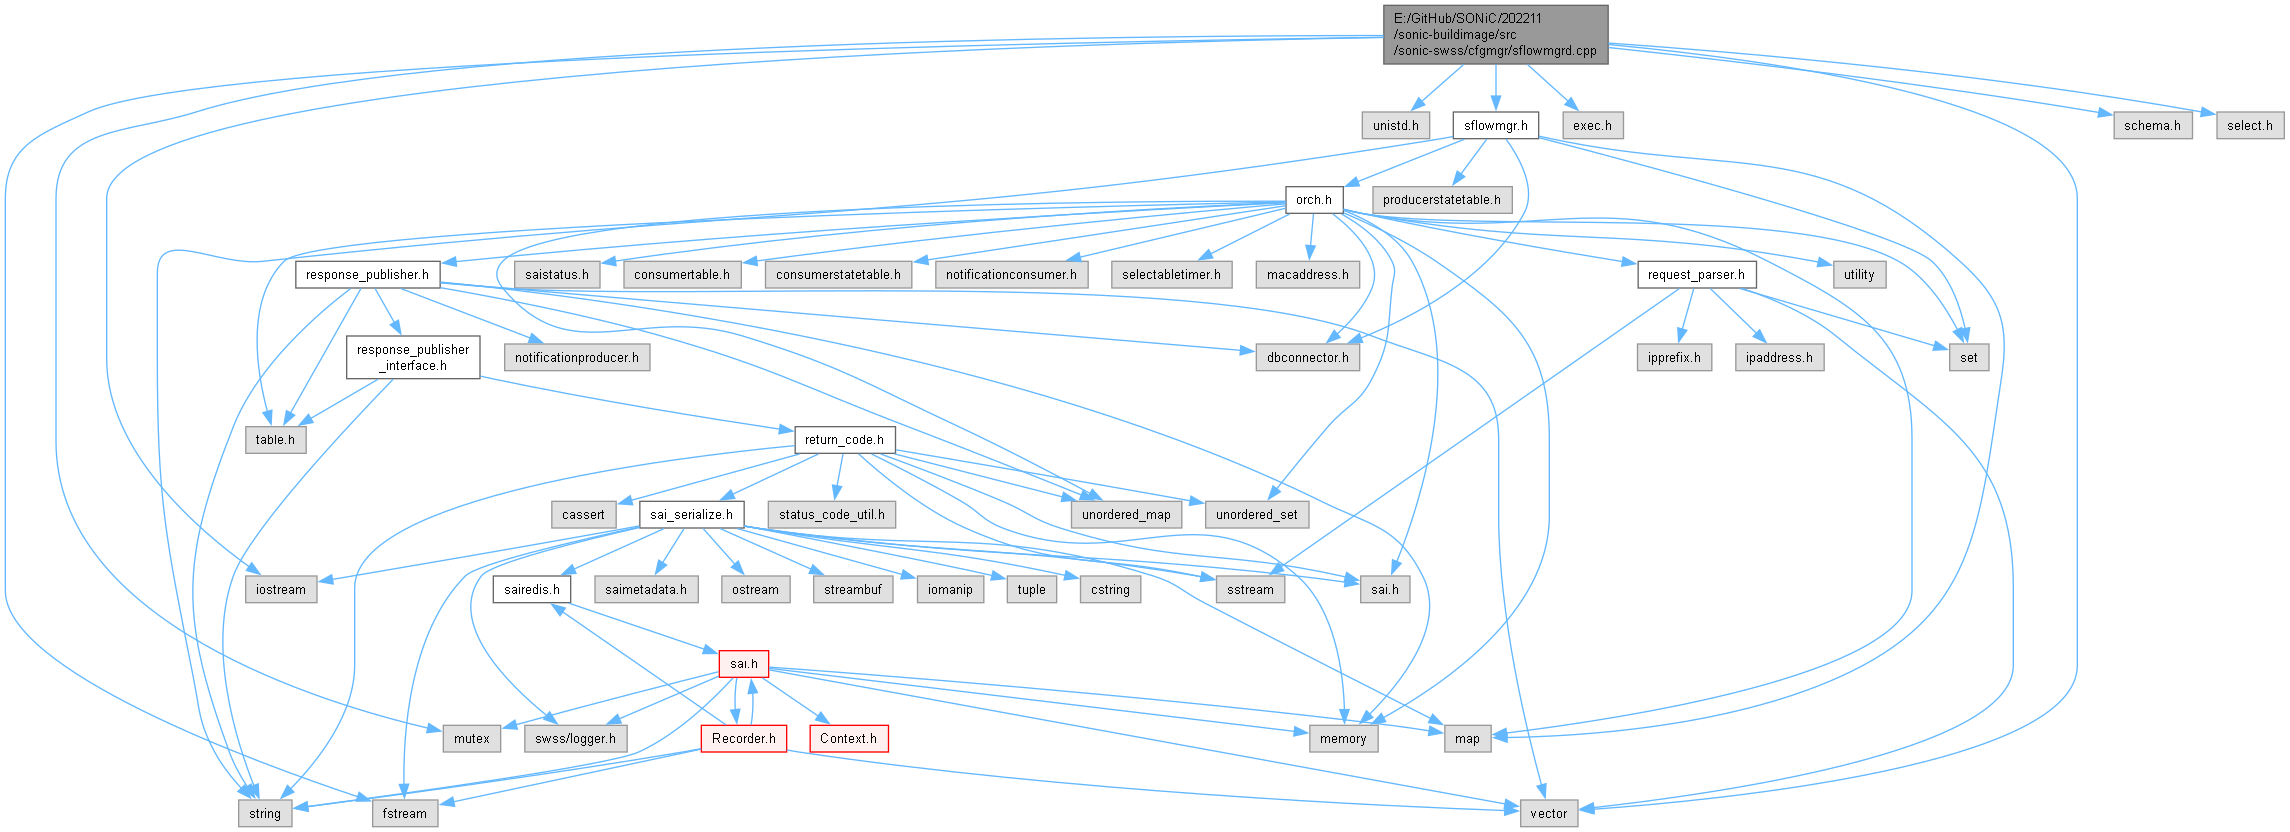 E:/GitHub/SONiC/202211
/sonic-buildimage/src
/sonic-swss/cfgmgr/sflowmgrd.cpp
unistd.h
sflowmgr.h
exec.h
schema.h
select.h
orch.h
producerstatetable.h
response_publisher.h
saistatus.h
consumertable.h
consumerstatetable.h
notificationconsumer.h
selectabletimer.h
macaddress.h
request_parser.h
utility
response_publisher
_interface.h
notificationproducer.h
dbconnector.h
ipprefix.h
ipaddress.h
set
table.h
return_code.h
cassert
sai_serialize.h
status_code_util.h
unordered_map
unordered_set
iostream
sairedis.h
saimetadata.h
ostream
streambuf
iomanip
tuple
cstring
sstream
sai.h
sai.h
mutex
swss/logger.h
Recorder.h
Context.h
memory
map
string
fstream
vector